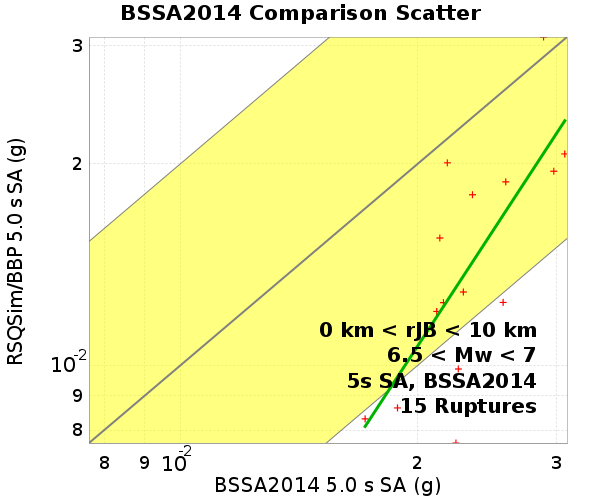 BSSA2014 Comparison Scatter
3
2
10-2
9
8
RSQSim/BBP 5.0 s SA (g)
0 km < rJB < 10 km
6.5 < Mw < 7
5s SA, BSSA2014
15 Ruptures
8 9 10-2 2 3
BSSA2014 5.0 s SA (g)